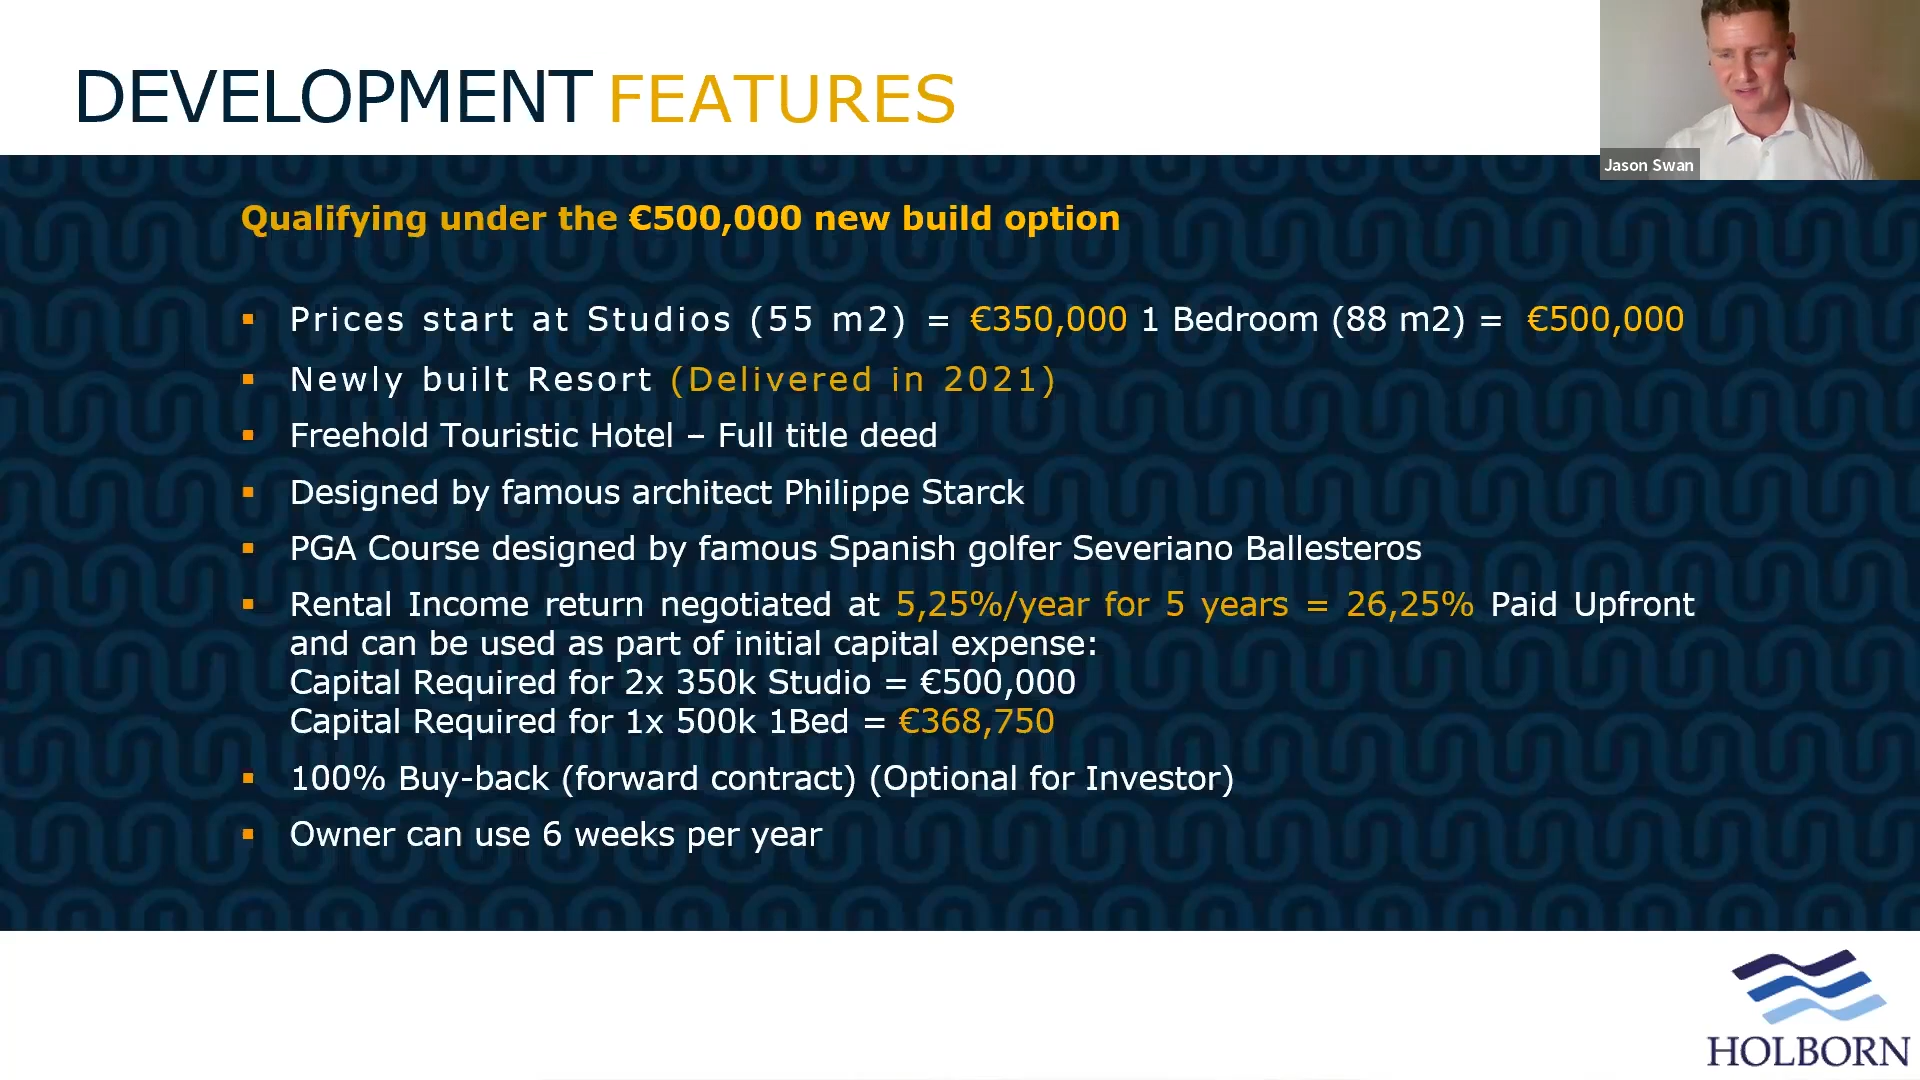 DEVELOPMENT FEATURES
Jason Swan
Qualifying under the €500,000 new build option
▪ Prices start at Studios (55 m2) = €350,000 1 Bedroom (88 m2) = €500,000
▪ Newly built Resort (Delivered in 2021)
▪ Freehold Touristic Hotel – Full title deed
▪ Designed by famous architect Philippe Starck
▪ PGA Course designed by famous Spanish golfer Severiano Ballesteros
▪ Rental Income return negotiated at 5,25%/year for 5 years = 26,25% Paid Upfront
and can be used as part of initial capital expense:
Capital Required for 2x 350k Studio = €500,000
Capital Required for 1x 500k 1Bed = €368,750
▪ 100% Buy-back (forward contract) (Optional for Investor)
▪ Owner can use 6 weeks per year
HOLBORN